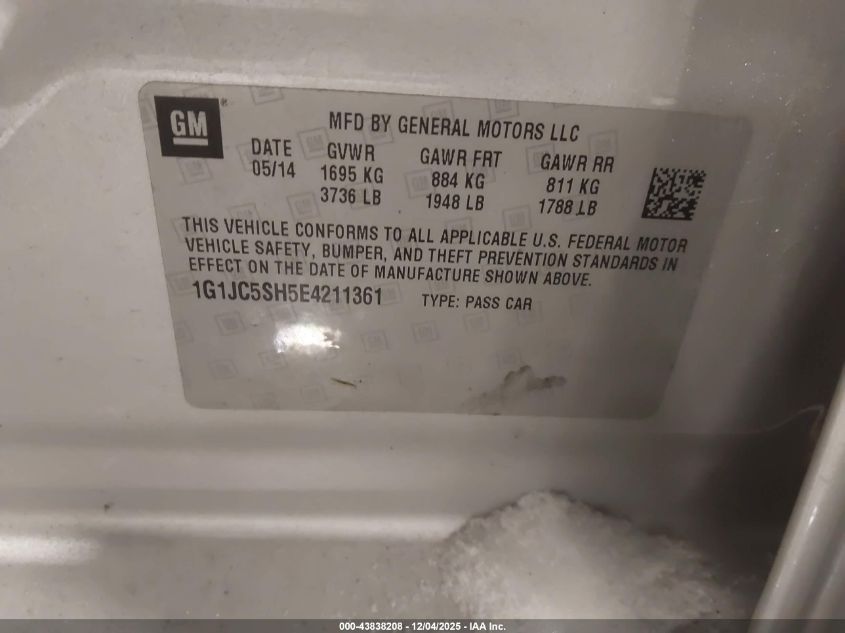 GM ®
MFD BY GENERAL MOTORS LLC
DATE GVWR GAWR FRT GAWR RR
05/14 1695 KG 884 KG 811 KG
3736 LB 1948 LB 1788 LB
THIS VEHICLE CONFORMS TO ALL APPLICABLE U.S. FEDERAL MOTOR
VEHICLE SAFETY, BUMPER, AND THEFT PREVENTION STANDARDS IN
EFFECT ON THE DATE OF MANUFACTURE SHOWN ABOVE.
1G1JC5SH5E4211361 TYPE: PASS CAR
000-43838208 - 12/04/2025 - IAA Inc.